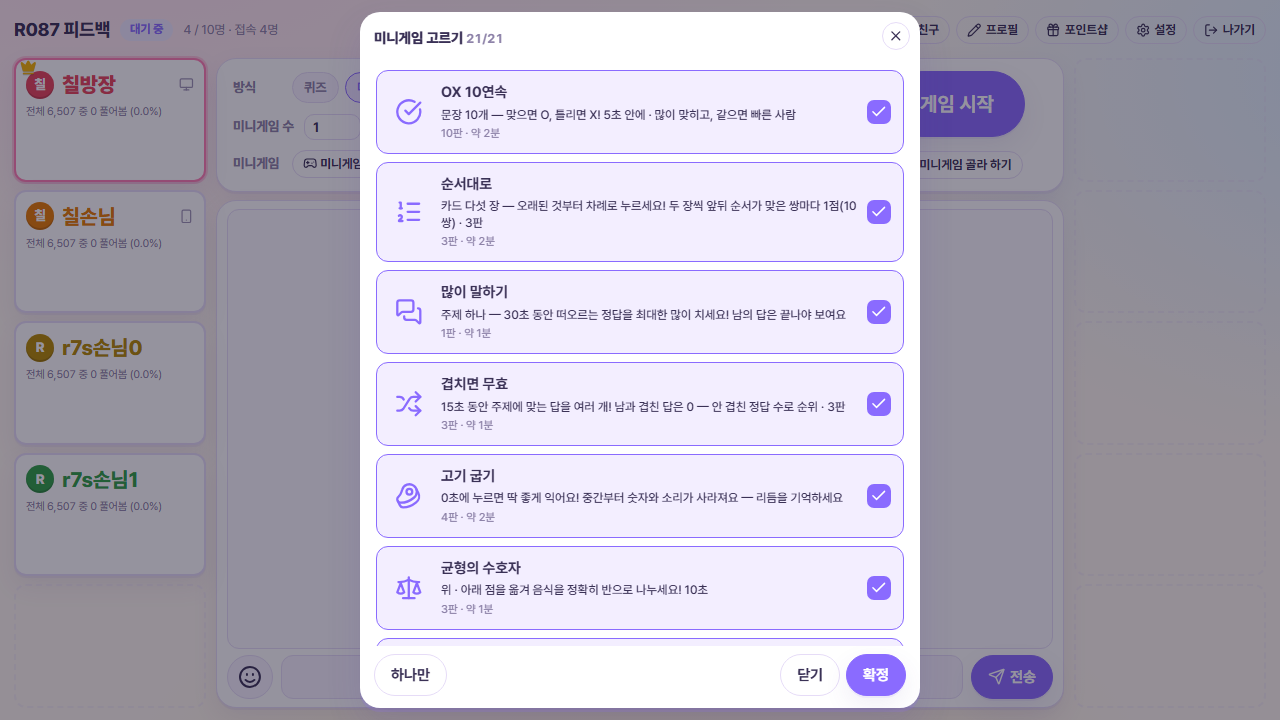 R087 피드백
대기 중
4 / 10명 · 접속 4명
친구
프로필
포인트샵
설정
나가기
칠
칠방장
전체 6,507 중 0 풀어봄 (0.0%)
칠
칠손님
전체 6,507 중 0 풀어봄 (0.0%)
R
r7s손님0
전체 6,507 중 0 풀어봄 (0.0%)
R
r7s손님1
전체 6,507 중 0 풀어봄 (0.0%)
방식
퀴즈
미니게임 수
1
미니게임
미니게임
게임 시작
미니게임 골라 하기
전송
미니게임 고르기 21/21
OX 10연속
문장 10개 — 맞으면 O, 틀리면 X! 5초 안에 · 많이 맞히고, 같으면 빠른 사람
10판 · 약 2분
순서대로
카드 다섯 장 — 오래된 것부터 차례로 누르세요! 두 장씩 앞뒤 순서가 맞은 쌍마다 1점(10
쌍) · 3판
3판 · 약 2분
많이 말하기
주제 하나 — 30초 동안 떠오르는 정답을 최대한 많이 치세요! 남의 답은 끝나야 보여요
1판 · 약 1분
겹치면 무효
15초 동안 주제에 맞는 답을 여러 개! 남과 겹친 답은 0 — 안 겹친 정답 수로 순위 · 3판
3판 · 약 1분
고기 굽기
0초에 누르면 딱 좋게 익어요! 중간부터 숫자와 소리가 사라져요 — 리듬을 기억하세요
4판 · 약 2분
균형의 수호자
위 · 아래 점을 옮겨 음식을 정확히 반으로 나누세요! 10초
3판 · 약 1분
하나만
닫기
확정